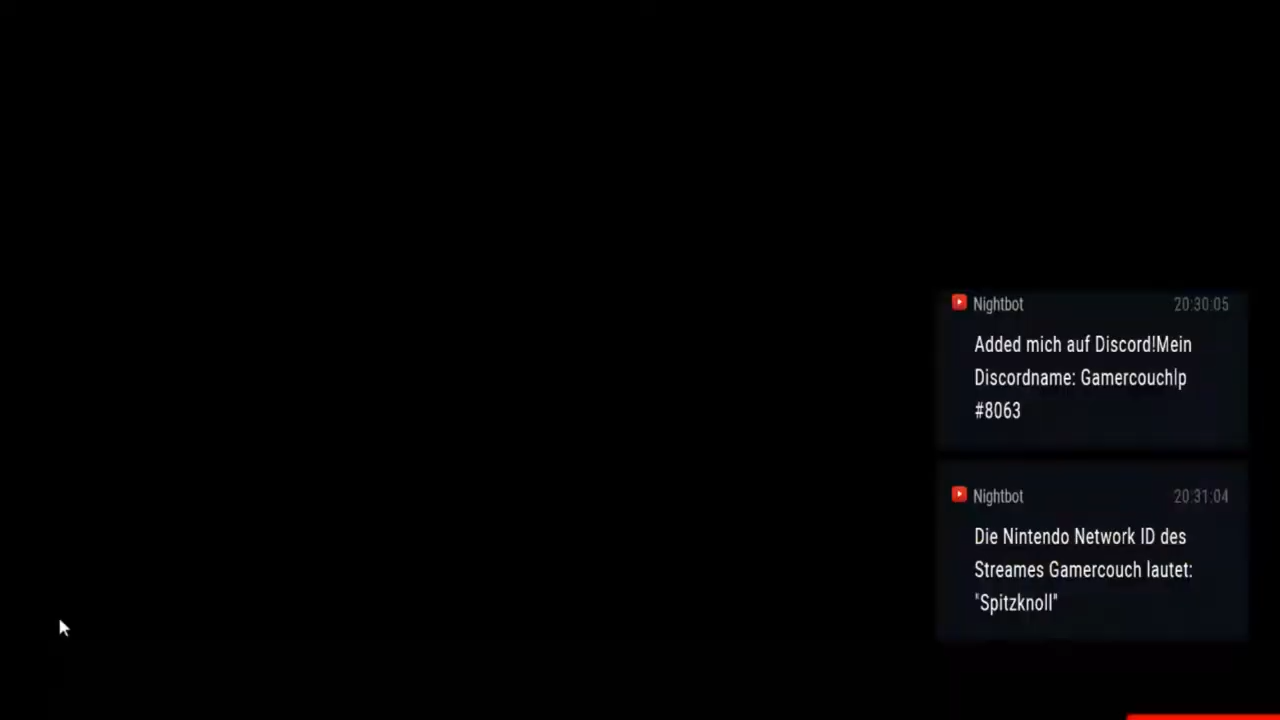 Nightbot 20:30:05
Added mich auf Discord!Mein
Discordname: Gamercouchlp
#8063
Nightbot 20:31:04
Die Nintendo Network ID des
Streames Gamercouch lautet:
"Spitzknoll"